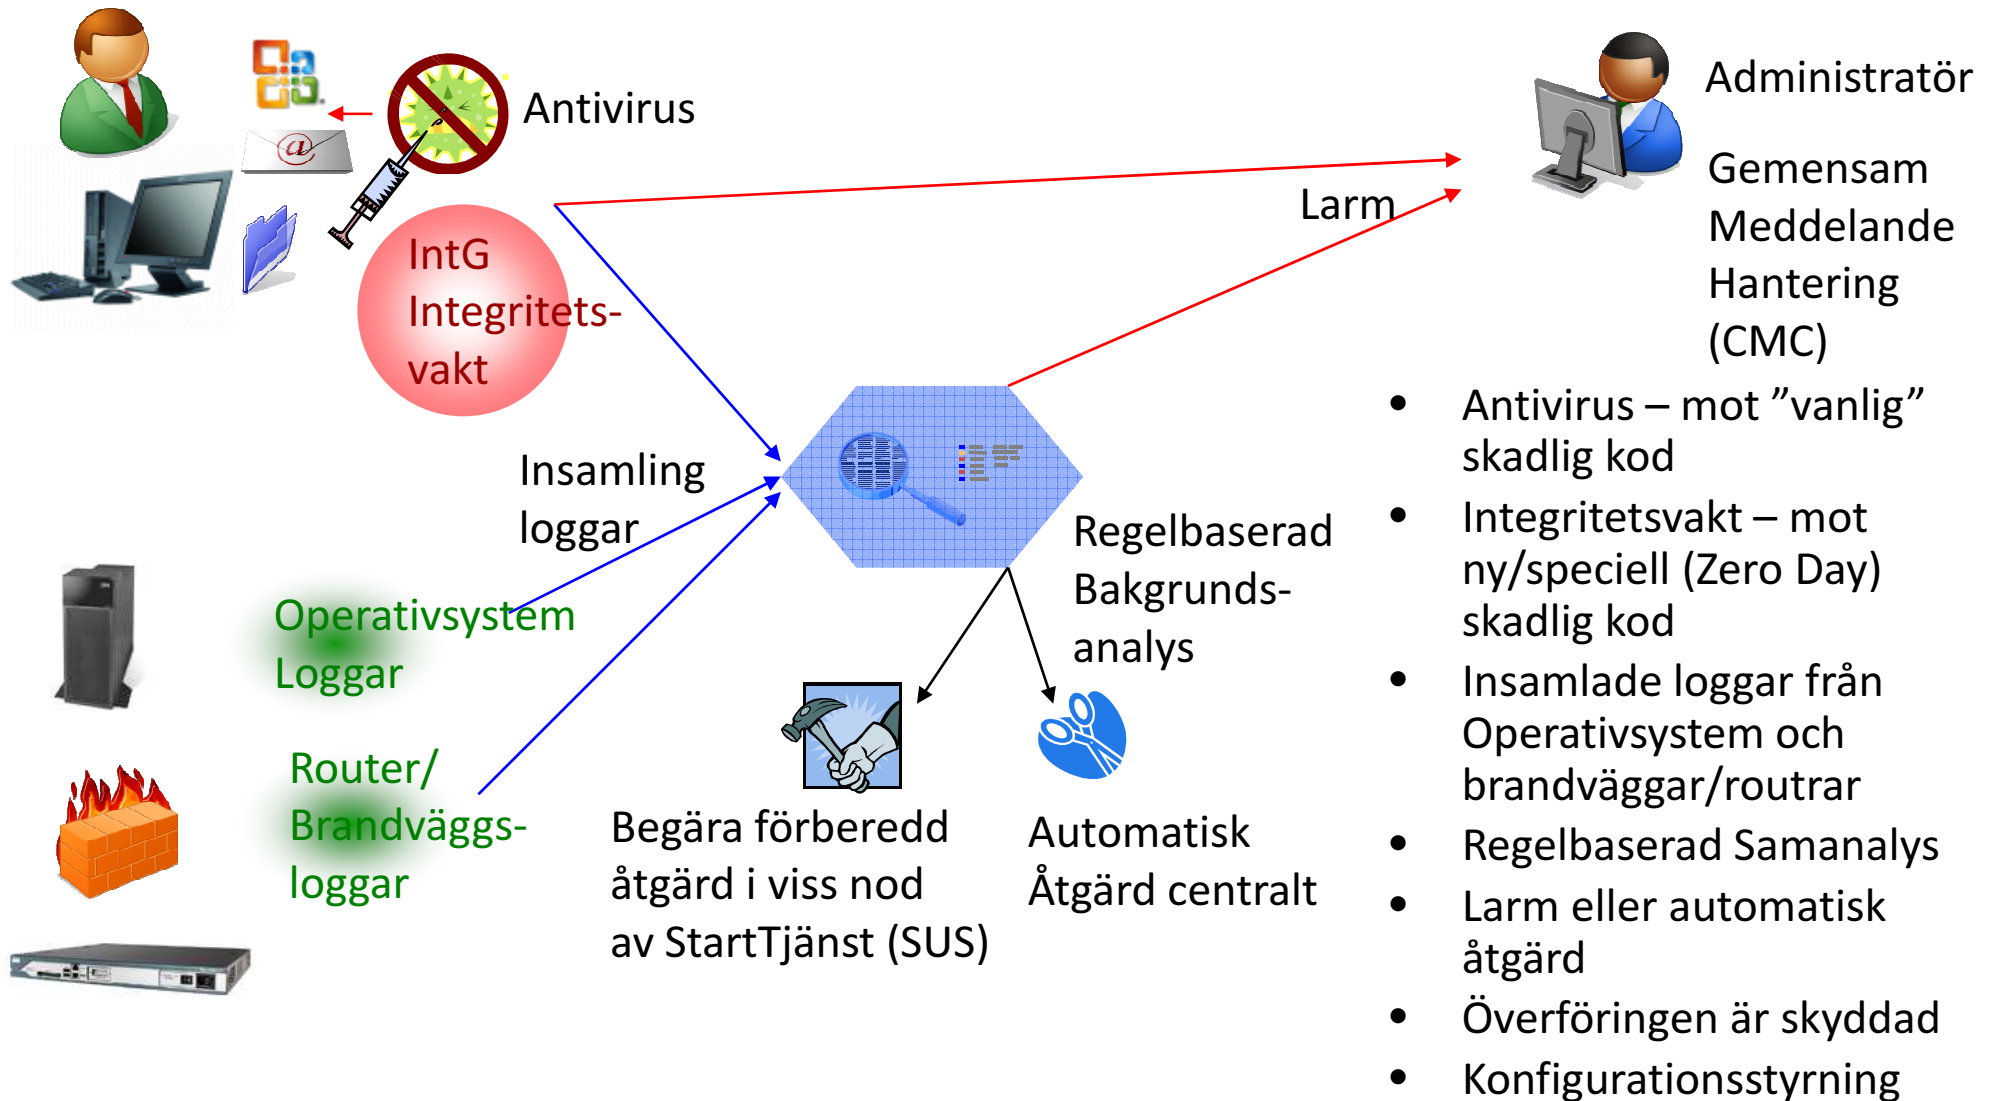 Antivirus
IntG
Integritets-
vakt
Insamling
loggar
Operativsystem
Loggar
Router/
Brandväggs-
loggar
Larm
Regelbaserad
Bakgrunds-
analys
Begära förberedd
åtgärd i viss nod
av StartTjänst (SUS)
Automatisk
Åtgärd centralt
Administratör
Gemensam
Meddelande
Hantering
(CMC)
• Antivirus – mot ”vanlig”
skadlig kod
• Integritetsvakt – mot
ny/speciell (Zero Day)
skadlig kod
• Insamlade loggar från
Operativsystem och
brandväggar/routrar
• Regelbaserad Samanalys
• Larm eller automatisk
åtgärd
• Överföringen är skyddad
• Konfigurationsstyrning